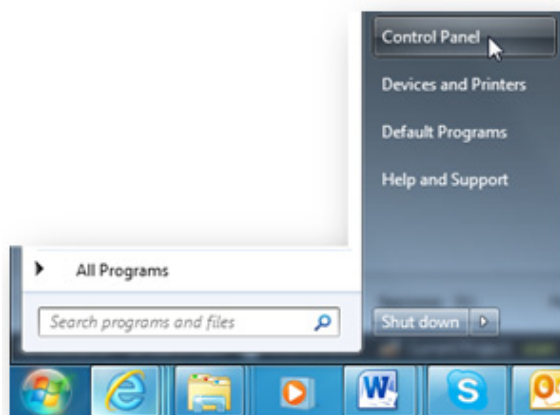 Control Panel
Devices and Printers
Default Programs
Help and Support
All Programs
Search programs and files
Shut down
W
S
O